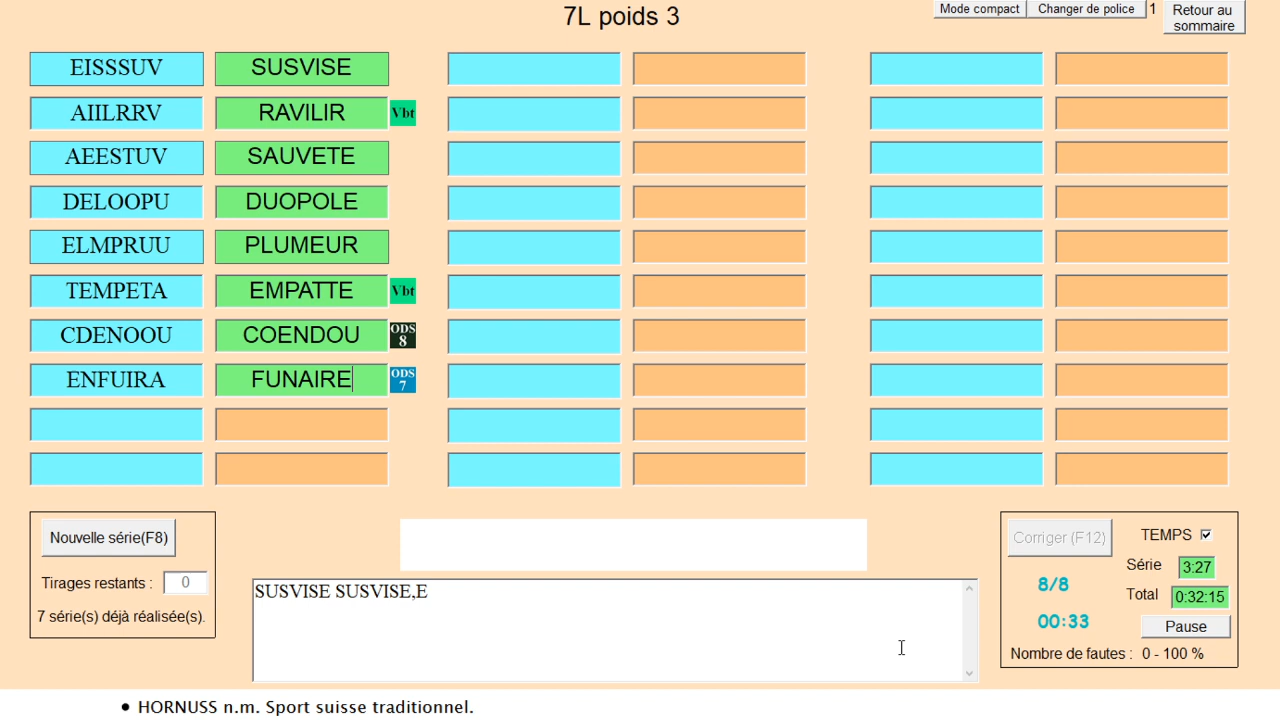 7L poids 3
Mode compact
Changer de police
1
Retour au
sommaire
EISSSUV SUSVISE
AIILRRV RAVILIR Vbt
AEESTUV SAUVETE
DELOOPU DUOPOLE
ELMPRUU PLUMEUR
TEMPETA EMPATTE Vbt
CDENOOU COENDOU ODS 8
ENFUIRA FUNAIRE ODS 7
Nouvelle série(F8)
Tirages restants : 0
7 série(s) déjà réalisée(s).
SUSVISE SUSVISE,E
Corriger (F12)
TEMPS
Série 3:27
8/8
Total 0:32:15
00:33
Pause
Nombre de fautes : 0 - 100 %
• HORNUSS n.m. Sport suisse traditionnel.